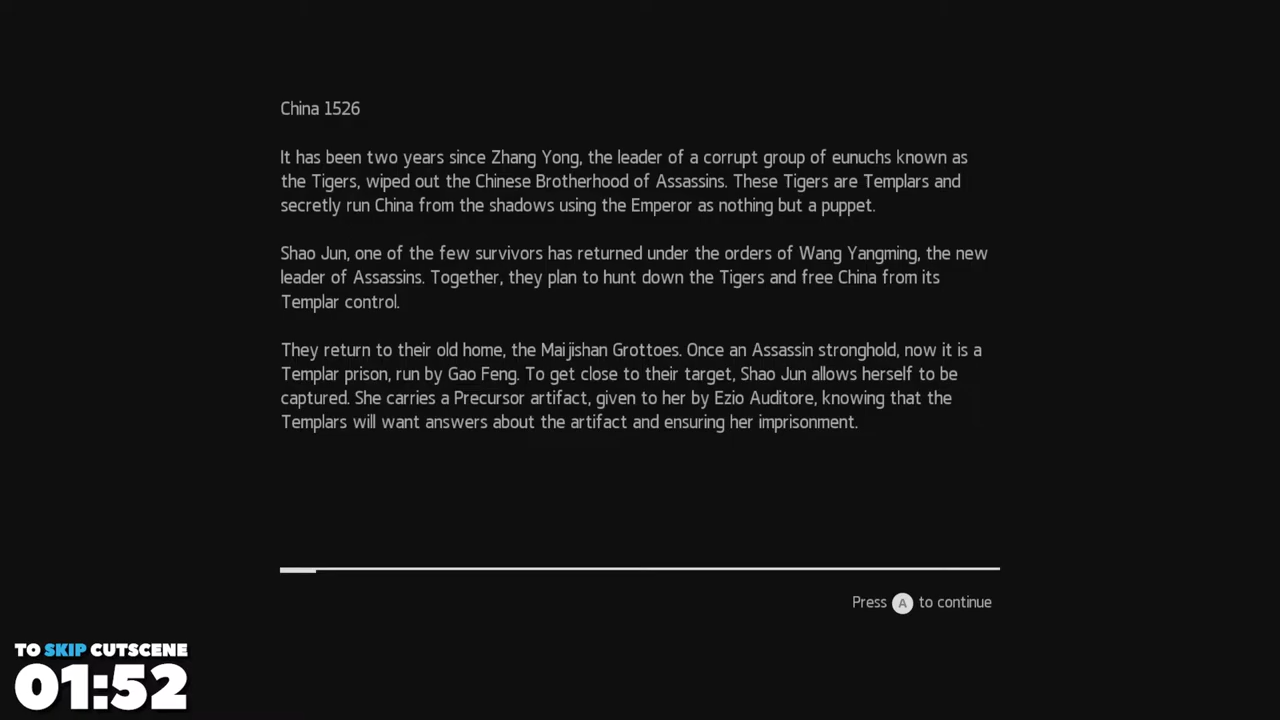 China 1526
It has been two years since Zhang Yong, the leader of a corrupt group of eunuchs known as
the Tigers, wiped out the Chinese Brotherhood of Assassins. These Tigers are Templars and
secretly run China from the shadows using the Emperor as nothing but a puppet.
Shao Jun, one of the few survivors has returned under the orders of Wang Yangming, the new
leader of Assassins. Together, they plan to hunt down the Tigers and free China from its
Templar control.
They return to their old home, the Maijishan Grottoes. Once an Assassin stronghold, now it is a
Templar prison, run by Gao Feng. To get close to their target, Shao Jun allows herself to be
captured. She carries a Precursor artifact, given to her by Ezio Auditore, knowing that the
Templars will want answers about the artifact and ensuring her imprisonment.
Press A to continue
TO SKIP CUTSCENE
01:52